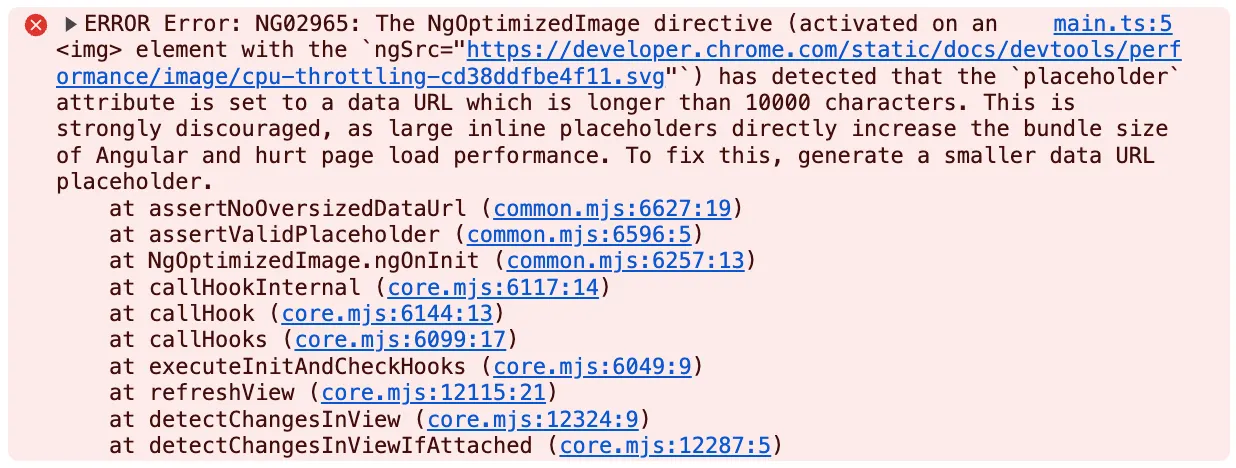 ▶ERROR Error: NG02965: The NgOptimizedImage directive (activated on an main.ts:5
<img> element with the `ngSrc="https://developer.chrome.com/static/docs/devtools/perf
ormance/image/cpu-throttling-cd38ddfbe4f11.svg"`) has detected that the `placeholder`
attribute is set to a data URL which is longer than 10000 characters. This is
strongly discouraged, as large inline placeholders directly increase the bundle size
of Angular and hurt page load performance. To fix this, generate a smaller data URL
placeholder.
    at assertNoOversizedDataUrl (common.mjs:6627:19)
    at assertValidPlaceholder (common.mjs:6596:5)
    at NgOptimizedImage.ngOnInit (common.mjs:6257:13)
    at callHookInternal (core.mjs:6117:14)
    at callHook (core.mjs:6144:13)
    at callHooks (core.mjs:6099:17)
    at executeInitAndCheckHooks (core.mjs:6049:9)
    at refreshView (core.mjs:12115:21)
    at detectChangesInView (core.mjs:12324:9)
    at detectChangesInViewIfAttached (core.mjs:12287:5)